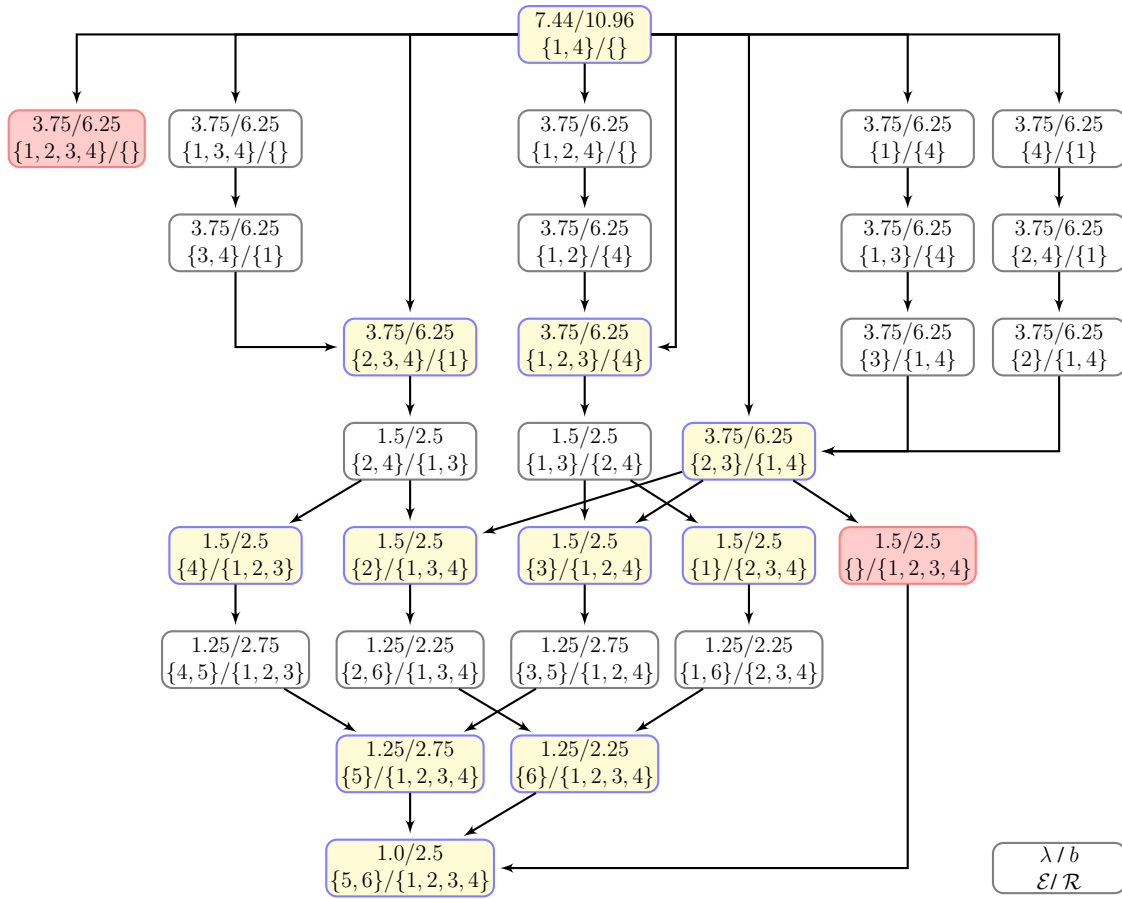 7.44/10.96
{1, 4}/{}
3.75/6.25
{1, 2, 3, 4}/{}
3.75/6.25
{1, 3, 4}/{}
3.75/6.25
{1, 2, 4}/{}
3.75/6.25
{1}/{4}
3.75/6.25
{4}/{1}
3.75/6.25
{3, 4}/{1}
3.75/6.25
{1, 2}/{4}
3.75/6.25
{1, 3}/{4}
3.75/6.25
{2, 4}/{1}
3.75/6.25
{2, 3, 4}/{1}
3.75/6.25
{1, 2, 3}/{4}
3.75/6.25
{3}/{1, 4}
3.75/6.25
{2}/{1, 4}
1.5/2.5
{2, 4}/{1, 3}
1.5/2.5
{1, 3}/{2, 4}
3.75/6.25
{2, 3}/{1, 4}
1.5/2.5
{4}/{1, 2, 3}
1.5/2.5
{2}/{1, 3, 4}
1.5/2.5
{3}/{1, 2, 4}
1.5/2.5
{1}/{2, 3, 4}
1.5/2.5
{}/{1, 2, 3, 4}
1.25/2.75
{4, 5}/{1, 2, 3}
1.25/2.25
{2, 6}/{1, 3, 4}
1.25/2.75
{3, 5}/{1, 2, 4}
1.25/2.25
{1, 6}/{2, 3, 4}
1.25/2.75
{5}/{1, 2, 3, 4}
1.25/2.25
{6}/{1, 2, 3, 4}
1.0/2.5
{5, 6}/{1, 2, 3, 4}
λ / b
ℰ/ℛ